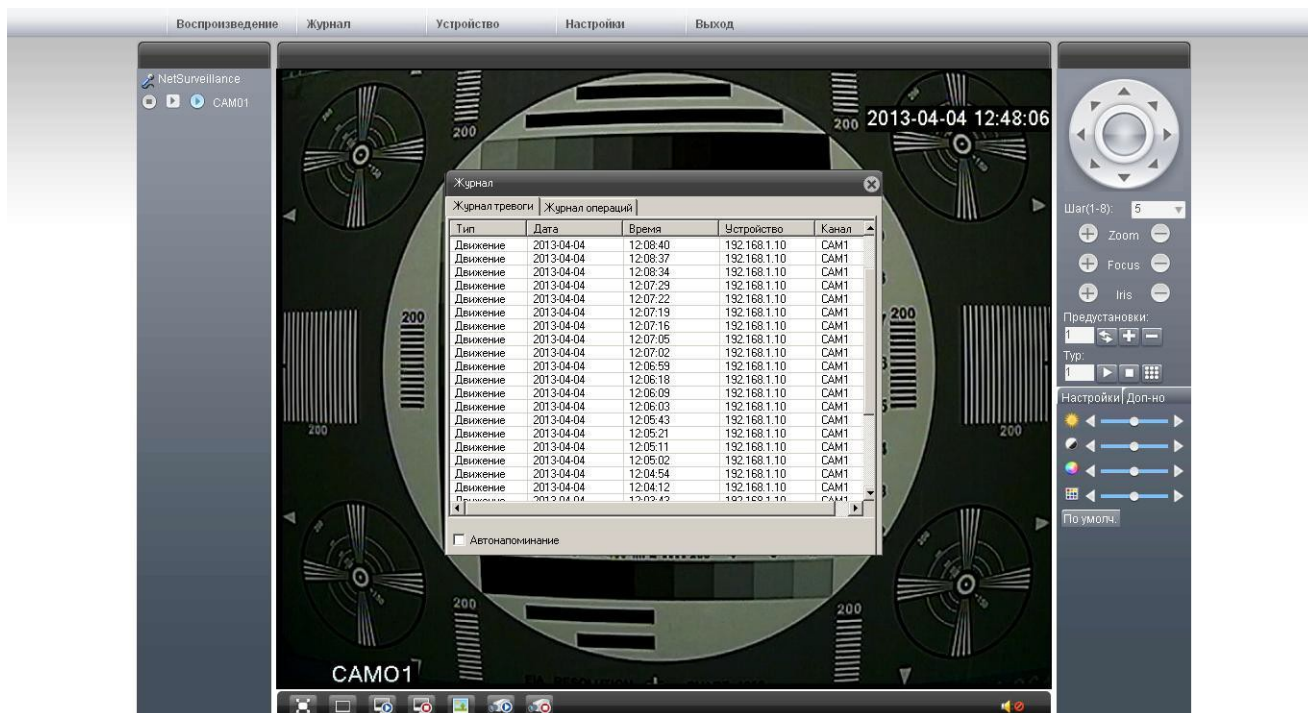 Воспроизведение Журнал Устройство Настройки Выход
NetSurveillance
CAM01
2013-04-04 12:48:06
200 200
200 200
200 200
200 200
CAMO1
Журнал
Журнал тревоги Журнал операций
Тип Дата Время Устройство Канал
Движение 2013-04-04 12:08:40 192.168.1.10 CAM1
Движение 2013-04-04 12:08:37 192.168.1.10 CAM1
Движение 2013-04-04 12:08:34 192.168.1.10 CAM1
Движение 2013-04-04 12:07:29 192.168.1.10 CAM1
Движение 2013-04-04 12:07:22 192.168.1.10 CAM1
Движение 2013-04-04 12:07:19 192.168.1.10 CAM1
Движение 2013-04-04 12:07:16 192.168.1.10 CAM1
Движение 2013-04-04 12:07:05 192.168.1.10 CAM1
Движение 2013-04-04 12:07:02 192.168.1.10 CAM1
Движение 2013-04-04 12:06:59 192.168.1.10 CAM1
Движение 2013-04-04 12:06:18 192.168.1.10 CAM1
Движение 2013-04-04 12:06:09 192.168.1.10 CAM1
Движение 2013-04-04 12:06:03 192.168.1.10 CAM1
Движение 2013-04-04 12:05:43 192.168.1.10 CAM1
Движение 2013-04-04 12:05:21 192.168.1.10 CAM1
Движение 2013-04-04 12:05:11 192.168.1.10 CAM1
Движение 2013-04-04 12:05:02 192.168.1.10 CAM1
Движение 2013-04-04 12:04:54 192.168.1.10 CAM1
Движение 2013-04-04 12:04:12 192.168.1.10 CAM1
Движение 2013-04-04 12:03:43 192.168.1.10 CAM1
Автонапоминание
Шаг(1-8): 5
Zoom
Focus
Iris
Предустановки:
1
Тур:
1
Настройки Доп-но
По умолч.